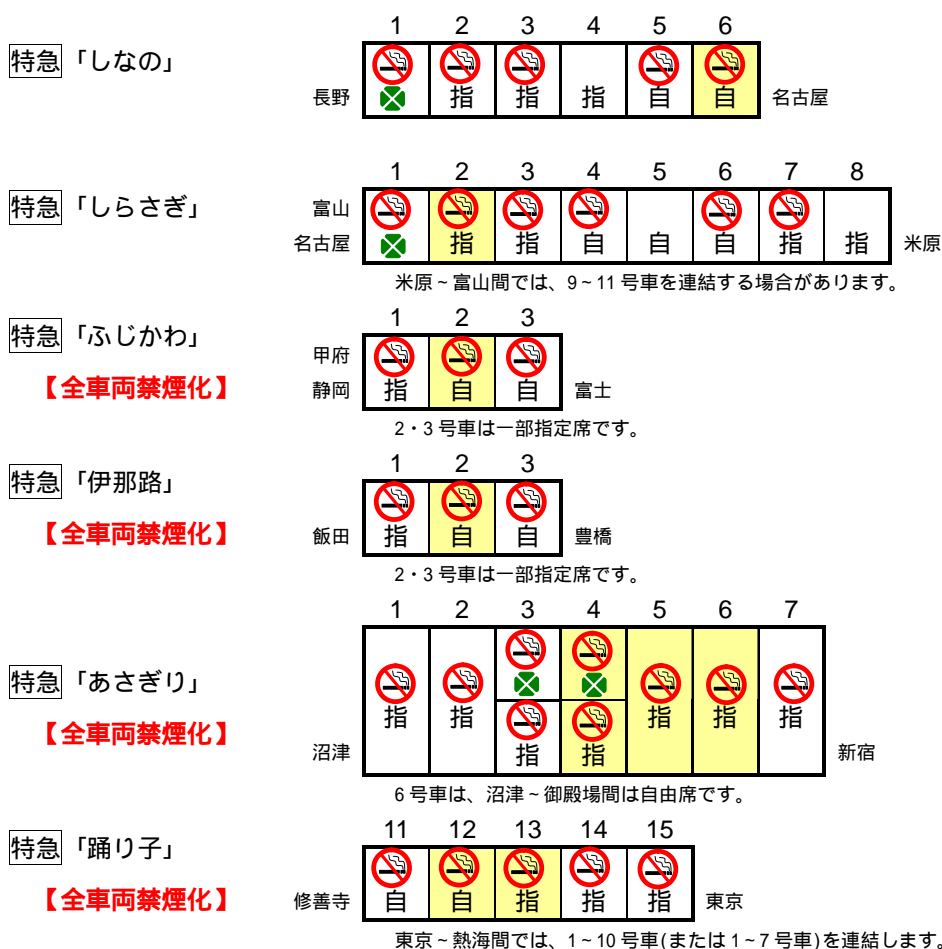 1 2 3 4 5 6
特急「しなの」
長野 指 指 指 自 自 名古屋
1 2 3 4 5 6 7 8
特急「しらさぎ」 富山
名古屋 指 指 自 自 自 指 指 米原
米原~富山間では、9~11号車を連結する場合があります。
1 2 3
特急「ふじかわ」 甲府
【全車両禁煙化】 静岡 指 自 自 富士
2・3号車は一部指定席です。
1 2 3
特急「伊那路」
【全車両禁煙化】 飯田 指 自 自 豊橋
2・3号車は一部指定席です。
1 2 3 4 5 6 7
特急「あさぎり」
指 指 指 指 指
【全車両禁煙化】
沼津 指 指 新宿
6号車は、沼津~御殿場間は自由席です。
11 12 13 14 15
特急「踊り子」
【全車両禁煙化】 修善寺 自 自 指 指 指 東京
東京~熱海間では、1~10号車(または1~7号車)を連結します。